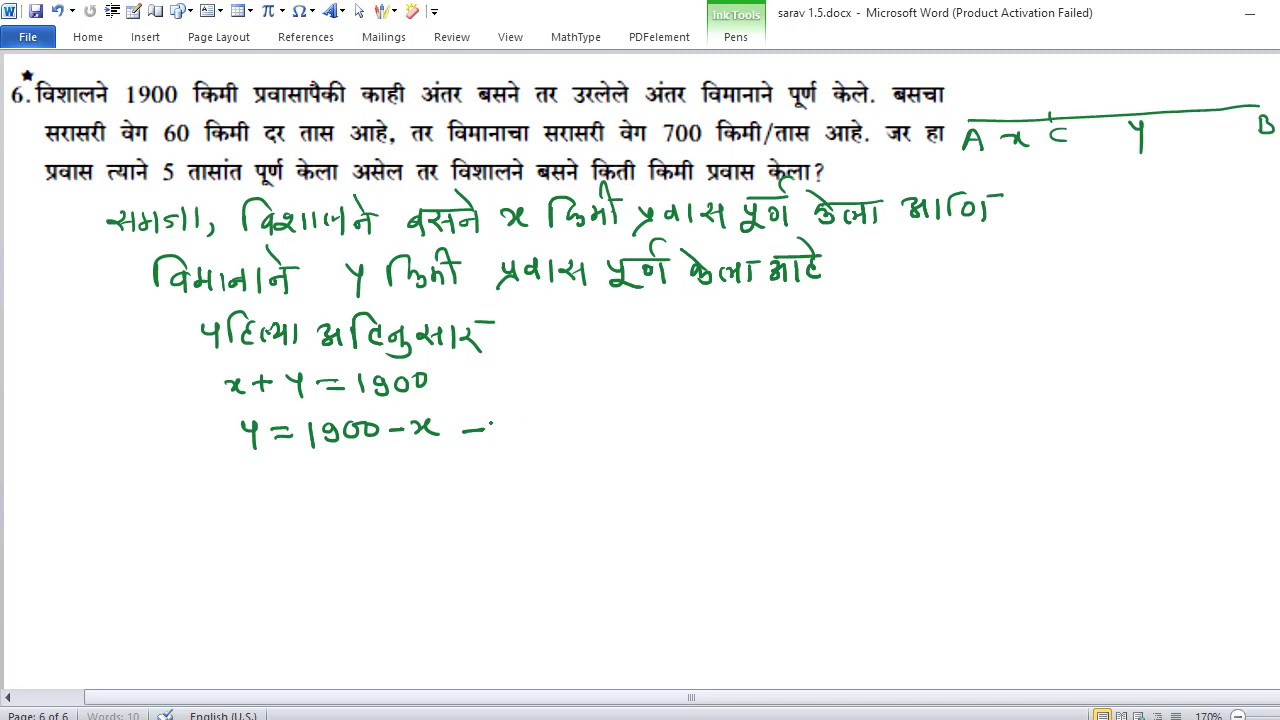 sarav 1.5.docx - Microsoft Word (Product Activation Failed)
Ink Tools
File Home Insert Page Layout References Mailings Review View MathType PDFelement Pens
6. विशालने 1900 किमी प्रवासापैकी काही अंतर बसने तर उरलेले अंतर विमानाने पूर्ण केले. बसचा
सरासरी वेग 60 किमी दर तास आहे, तर विमानाचा सरासरी वेग 700 किमी/तास आहे. जर हा
प्रवास त्याने 5 तासांत पूर्ण केला असेल तर विशालने बसने किती किमी प्रवास केला?
A x C y B
समजा, विशालने बसने x किमी प्रवास पूर्ण केला आणि
विमानाने y किमी प्रवास पूर्ण केला आहे
पहिल्या अटिनुसार
x + y = 1900
y = 1900 - x -
Page: 6 of 6 Words: 10 English (U.S.) 170%